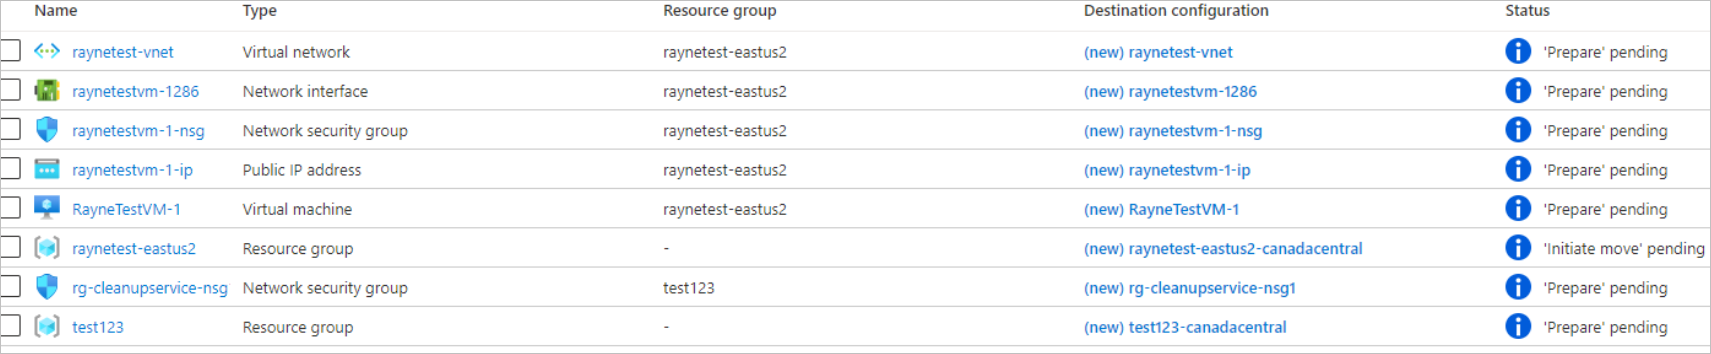 Name Type Resource group Destination configuration Status
raynetest-vnet Virtual network raynetest-eastus2 (new) raynetest-vnet 'Prepare' pending
raynetestvm-1286 Network interface raynetest-eastus2 (new) raynetestvm-1286 'Prepare' pending
raynetestvm-1-nsg Network security group raynetest-eastus2 (new) raynetestvm-1-nsg 'Prepare' pending
raynetestvm-1-ip Public IP address raynetest-eastus2 (new) raynetestvm-1-ip 'Prepare' pending
RayneTestVM-1 Virtual machine raynetest-eastus2 (new) RayneTestVM-1 'Prepare' pending
raynetest-eastus2 Resource group - (new) raynetest-eastus2-canadacentral 'Initiate move' pending
rg-cleanupservice-nsg Network security group test123 (new) rg-cleanupservice-nsg1 'Prepare' pending
test123 Resource group - (new) test123-canadacentral 'Prepare' pending